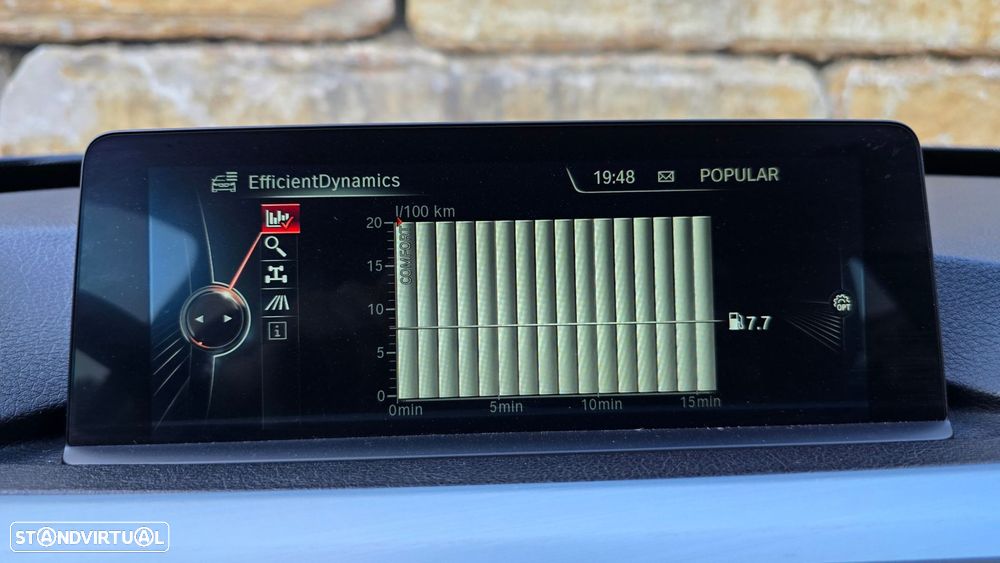 EfficientDynamics
19:48
POPULAR
l/100 km
20
15
10
5
0
COMFORT
7.7
OPT
0min
5min
10min
15min
i
STANDVIRTUAL